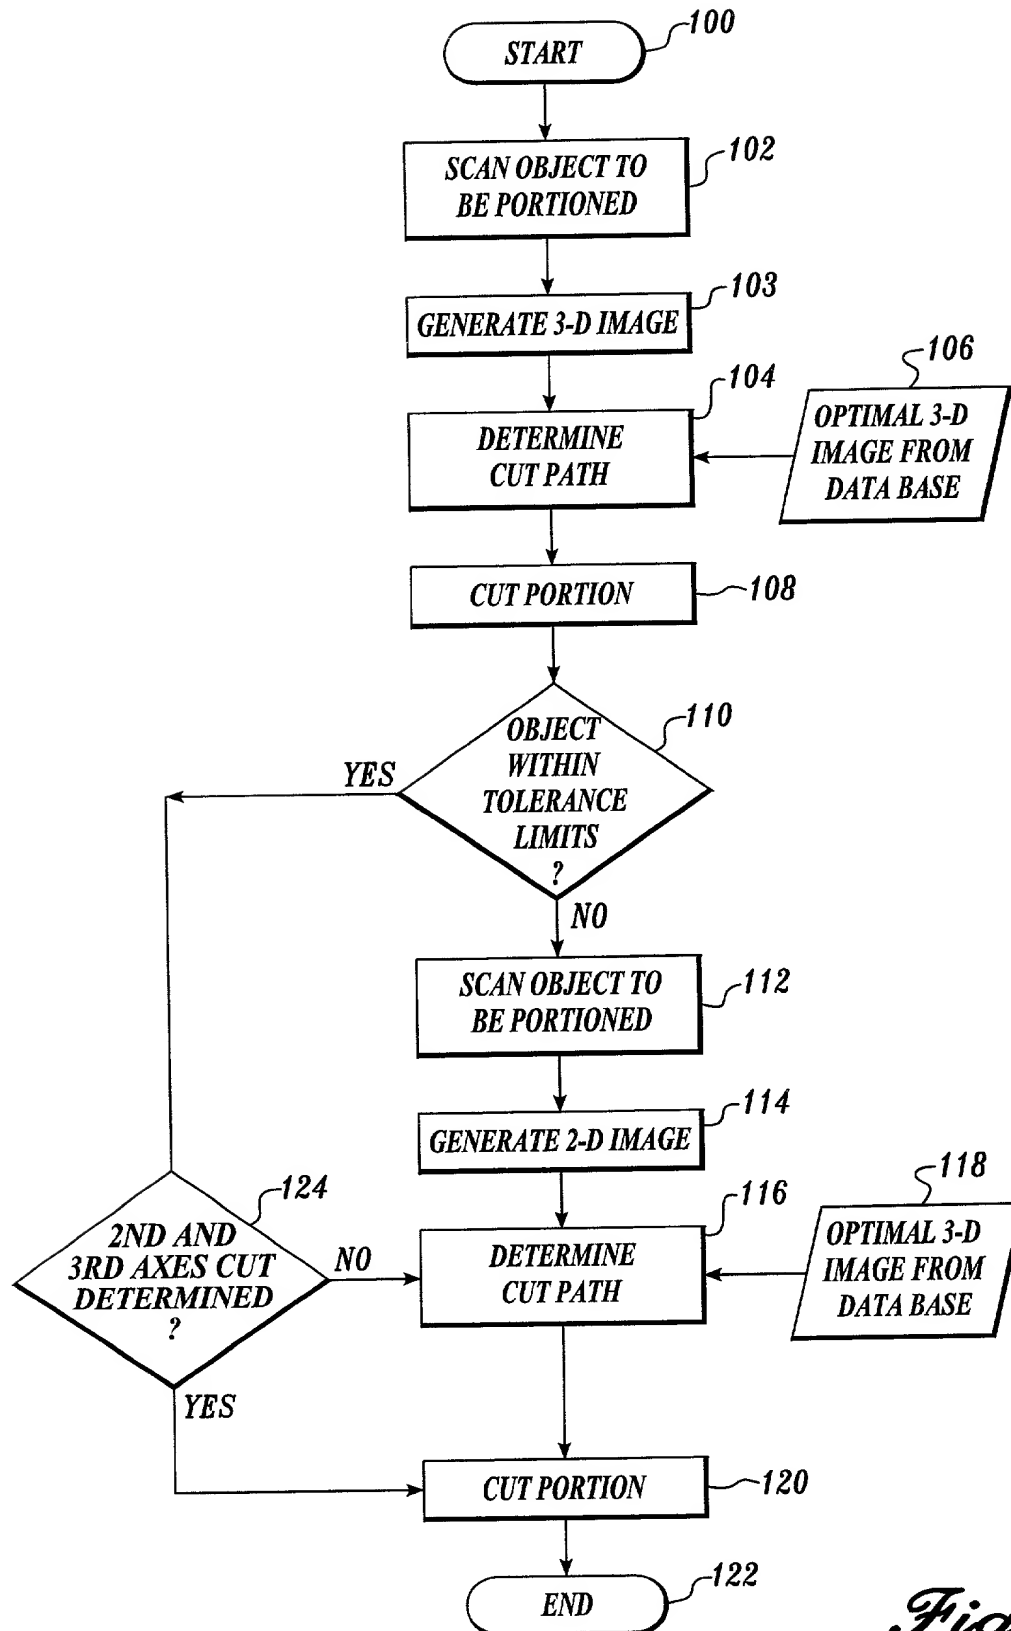 100
START
102
SCAN OBJECT TO
BE PORTIONED
103
GENERATE 3-D IMAGE
104
DETERMINE
CUT PATH
106
OPTIMAL 3-D
IMAGE FROM
DATA BASE
CUT PORTION
108
110
OBJECT
WITHIN
TOLERANCE
LIMITS
?
YES
NO
112
SCAN OBJECT TO
BE PORTIONED
114
GENERATE 2-D IMAGE
116
DETERMINE
CUT PATH
118
OPTIMAL 3-D
IMAGE FROM
DATA BASE
124
2ND AND
3RD AXES CUT
DETERMINED
?
NO
YES
CUT PORTION
120
122
END